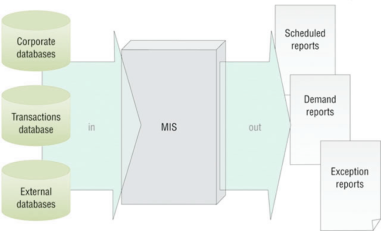 Corporate
databases
Transactions
database
External
databases
in
MIS
out
Scheduled
reports
Demand
reports
Exception
reports